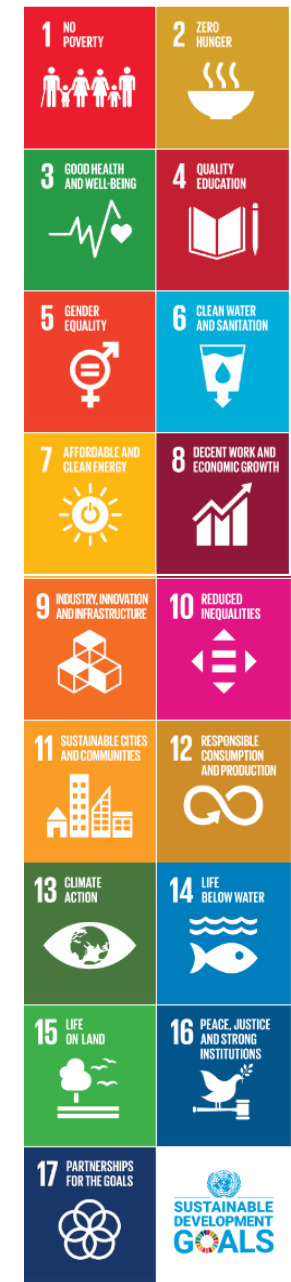 1 NO
POVERTY
2 ZERO
HUNGER
3 GOOD HEALTH
AND WELL-BEING
4 QUALITY
EDUCATION
5 GENDER
EQUALITY
6 CLEAN WATER
AND SANITATION
7 AFFORDABLE AND
CLEAN ENERGY
8 DECENT WORK AND
ECONOMIC GROWTH
9 INDUSTRY, INNOVATION
AND INFRASTRUCTURE
10 REDUCED
INEQUALITIES
11 SUSTAINABLE CITIES
AND COMMUNITIES
12 RESPONSIBLE
CONSUMPTION
AND PRODUCTION
13 CLIMATE
ACTION
14 LIFE
BELOW WATER
15 LIFE
ON LAND
16 PEACE, JUSTICE
AND STRONG
INSTITUTIONS
17 PARTNERSHIPS
FOR THE GOALS
SUSTAINABLE
DEVELOPMENT
GOALS